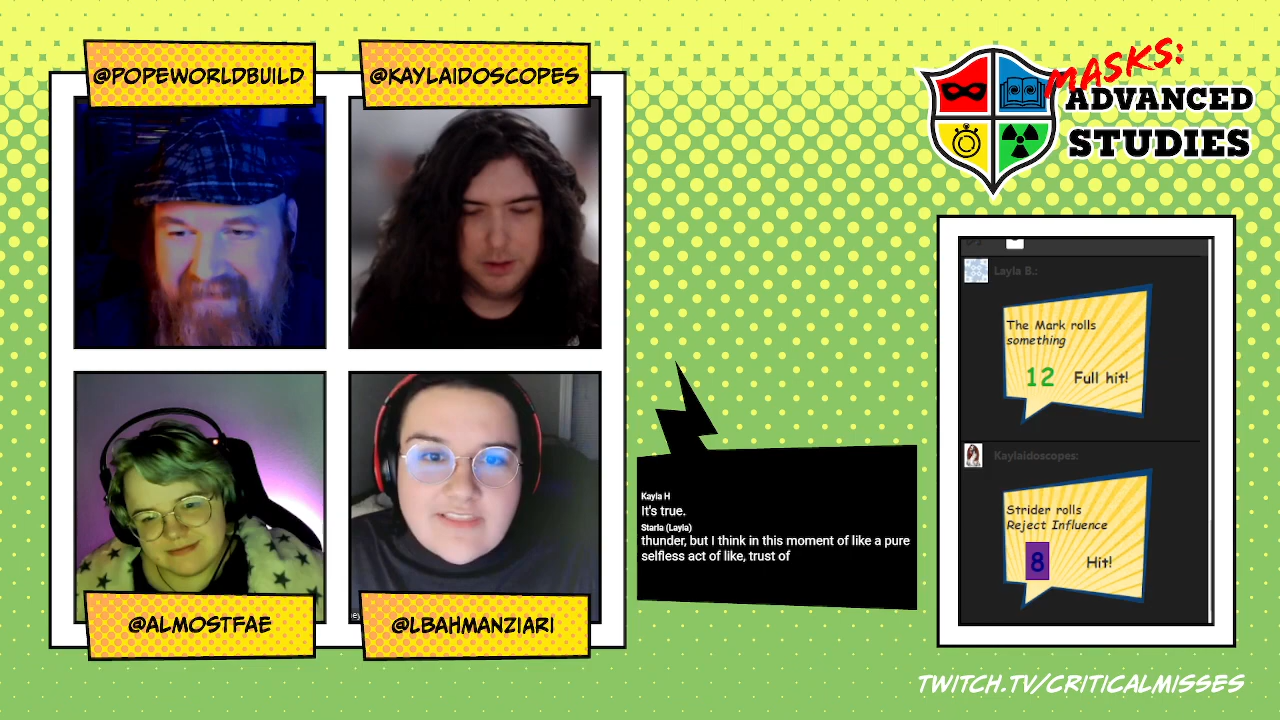 @POPEWORLDBUILD
@KAYLAIDOSCOPES
@ALMOSTFAE
@LBAHMANZIARI
MASKS:
ADVANCED
STUDIES
Layla B.:
The Mark rolls
something
12 Full hit!
Kaylaidoscopes:
Strider rolls
Reject Influence
8 Hit!
Kayla H
It's true.
Starla (Layla)
thunder, but I think in this moment of like a pure
selfless act of like, trust of
TWITCH.TV/CRITICALMISSES